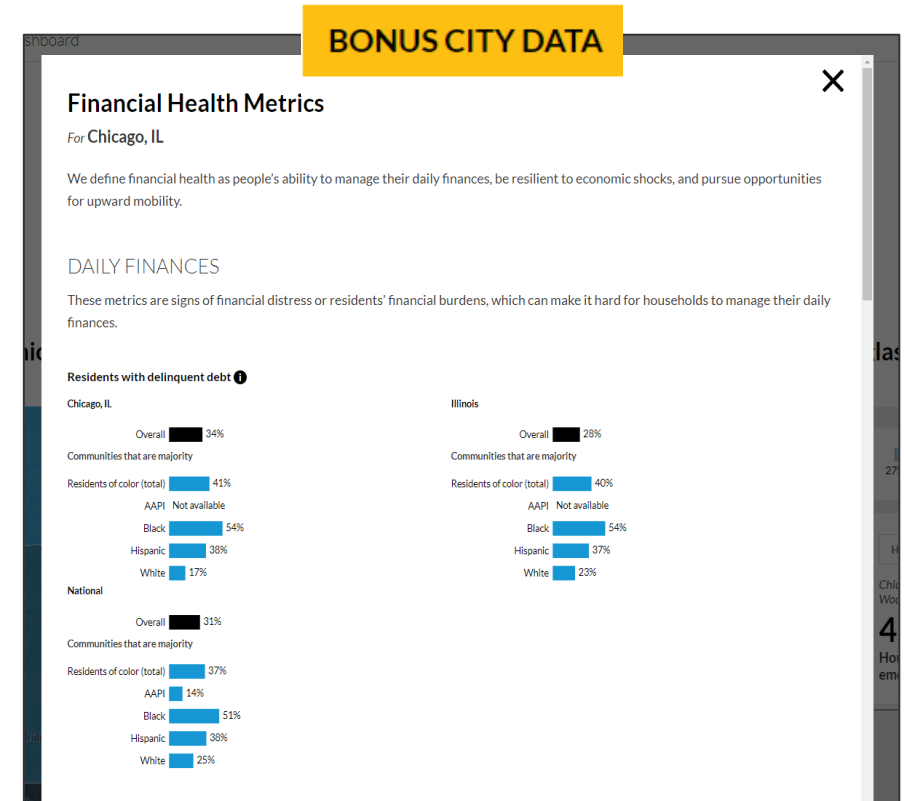 BONUS CITY DATA
shboard
Financial Health Metrics
For Chicago, IL
We define financial health as people's ability to manage their daily finances, be resilient to economic shocks, and pursue opportunities
for upward mobility.
DAILY FINANCES
These metrics are signs of financial distress or residents' financial burdens, which can make it hard for households to manage their daily
finances.
Residents with delinquent debt i
Chicago, IL
Overall 34%
Communities that are majority
Residents of color (total) 41%
AAPI Not available
Black 54%
Hispanic 38%
White 17%
Illinois
Overall 28%
Communities that are majority
Residents of color (total) 40%
AAPI Not available
Black 54%
Hispanic 37%
White 23%
National
Overall 31%
Communities that are majority
Residents of color (total) 37%
AAPI 14%
Black 51%
Hispanic 38%
White 25%
27
H
4